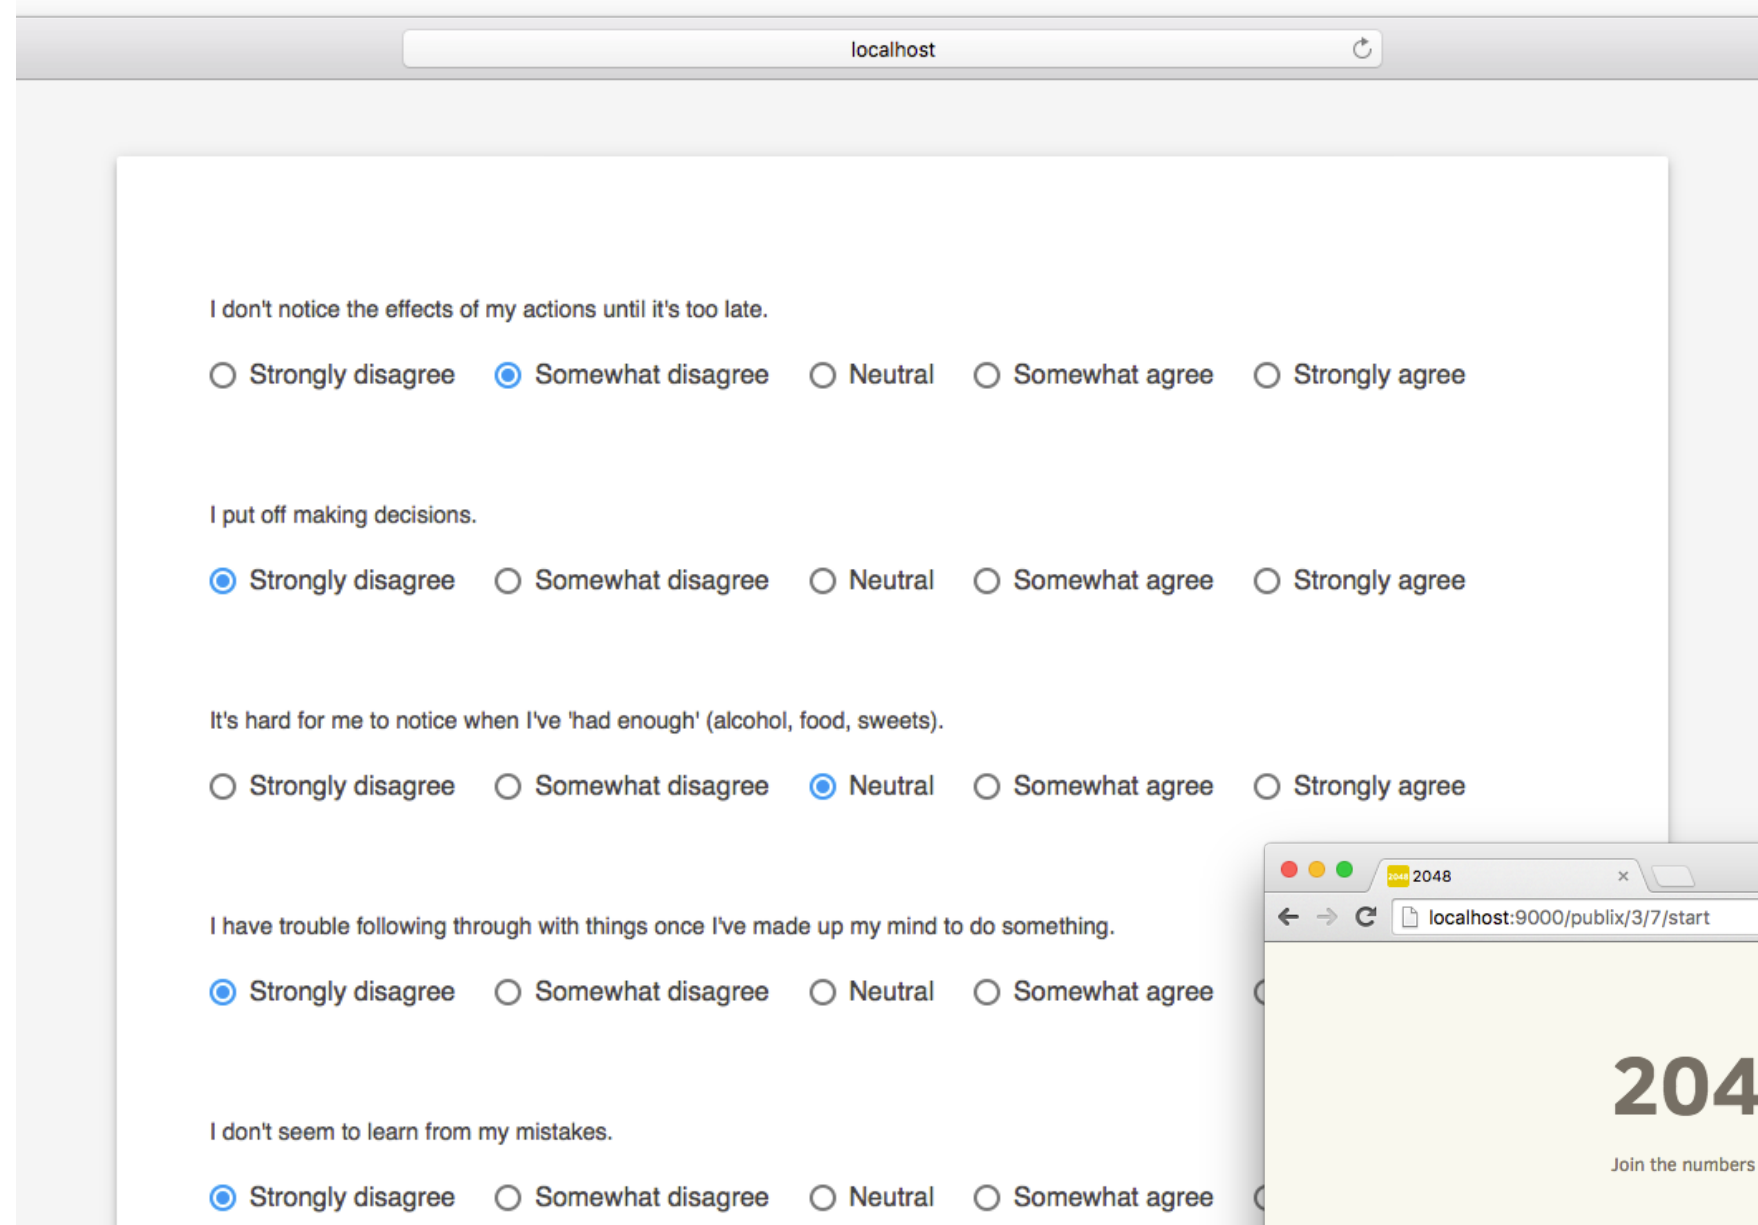 localhost
I don't notice the effects of my actions until it's too late.
Strongly disagree Somewhat disagree Neutral Somewhat agree Strongly agree
I put off making decisions.
Strongly disagree Somewhat disagree Neutral Somewhat agree Strongly agree
It's hard for me to notice when I've 'had enough' (alcohol, food, sweets).
Strongly disagree Somewhat disagree Neutral Somewhat agree Strongly agree
I have trouble following through with things once I've made up my mind to do something.
Strongly disagree Somewhat disagree Neutral Somewhat agree
I don't seem to learn from my mistakes.
Strongly disagree Somewhat disagree Neutral Somewhat agree
2048 2048
localhost:9000/publix/3/7/start
204
Join the numbers